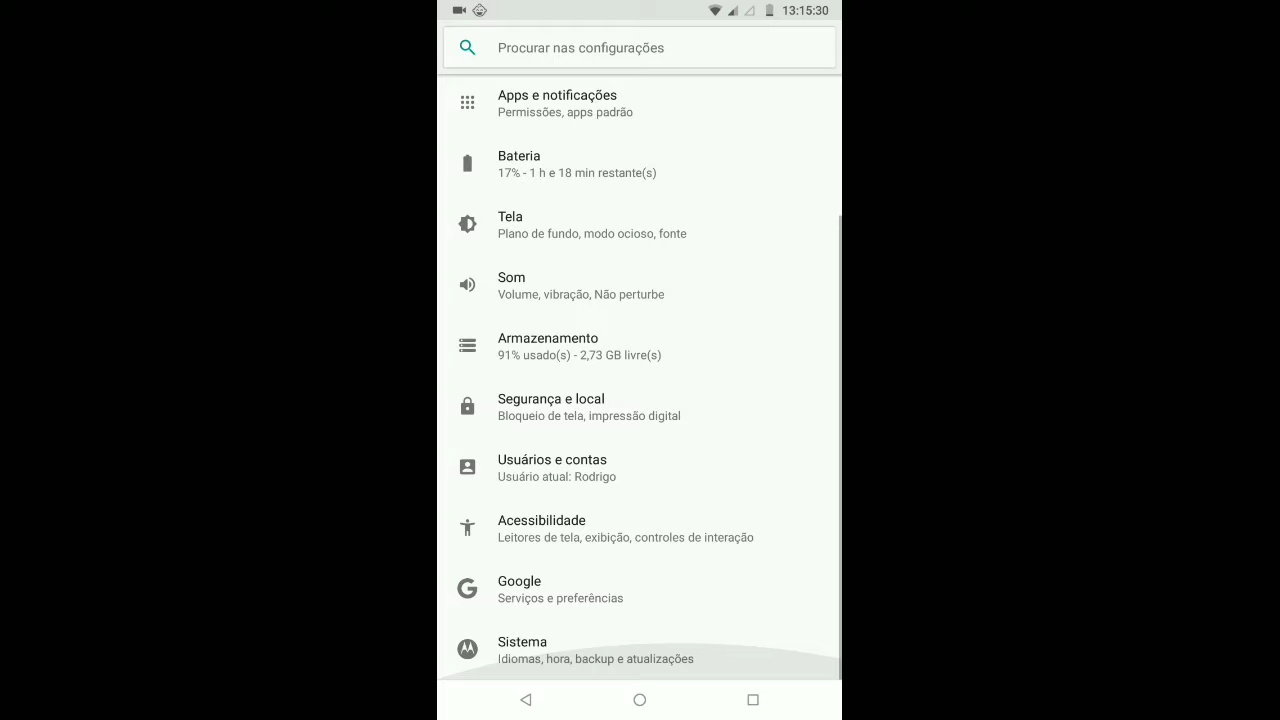 13:15:30
Procurar nas configurações
Apps e notificações
Permissões, apps padrão
Bateria
17% - 1 h e 18 min restante(s)
Tela
Plano de fundo, modo ocioso, fonte
Som
Volume, vibração, Não perturbe
Armazenamento
91% usado(s) - 2,73 GB livre(s)
Segurança e local
Bloqueio de tela, impressão digital
Usuários e contas
Usuário atual: Rodrigo
Acessibilidade
Leitores de tela, exibição, controles de interação
Google
Serviços e preferências
Sistema
Idiomas, hora, backup e atualizações